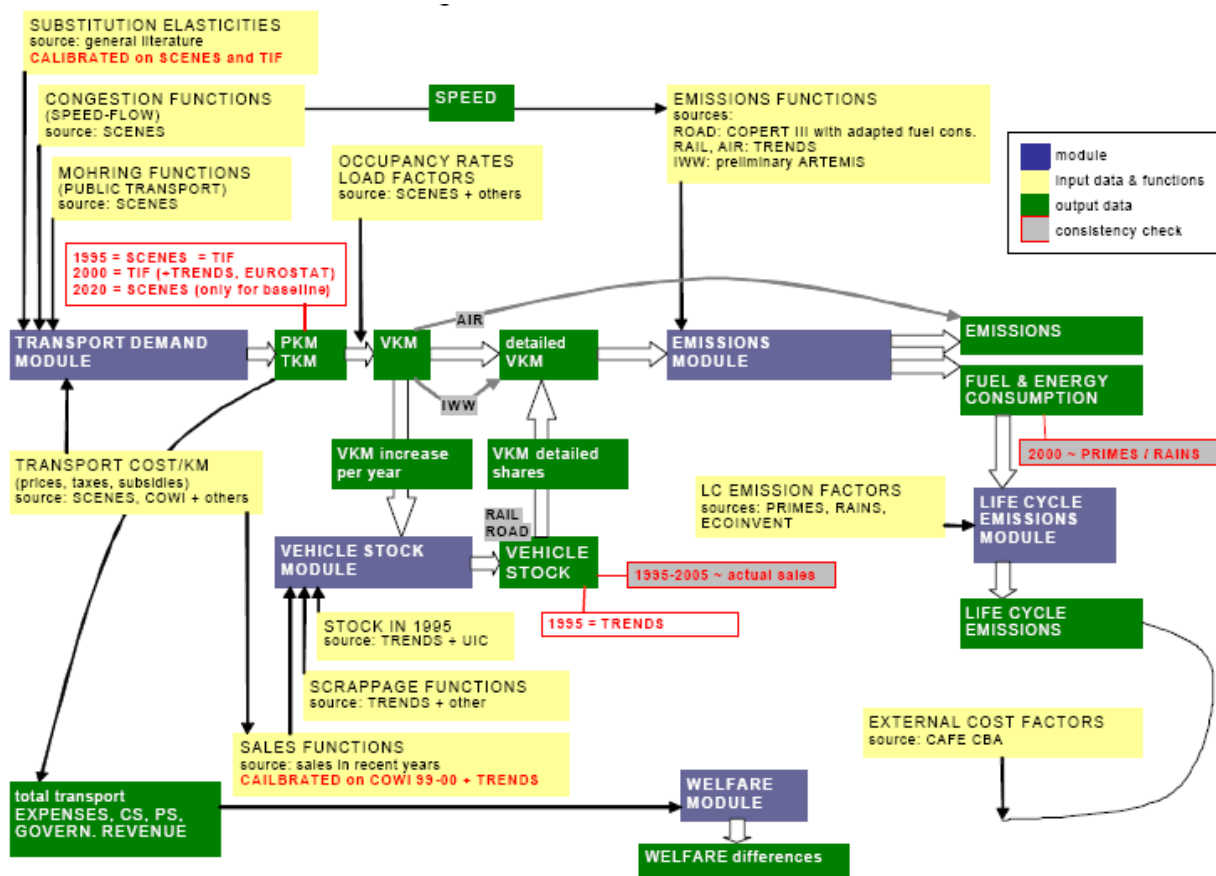 SUBSTITUTION ELASTICITIES
source: general literature
CALIBRATED on SCENES and TIF
CONGESTION FUNCTIONS
(SPEED-FLOW)
source: SCENES
SPEED
EMISSIONS FUNCTIONS
sources:
ROAD: COPERT III with adapted fuel cons.
RAIL, AIR: TRENDS
IWW: preliminary ARTEMIS
module
input data & functions
output data
consistency check
MOHRING FUNCTIONS
(PUBLIC TRANSPORT)
source: SCENES
OCCUPANCY RATES
LOAD FACTORS
source: SCENES + others
1995 = SCENES = TIF
2000 = TIF (+TRENDS, EUROSTAT)
2020 = SCENES (only for baseline)
AIR
TRANSPORT DEMAND
MODULE
PKM
TKM
VKM
detailed
VKM
EMISSIONS
MODULE
EMISSIONS
FUEL & ENERGY
CONSUMPTION
IWW
VKM increase
per year
VKM detailed
shares
2000 ~ PRIMES / RAINS
TRANSPORT COST/KM
(prices, taxes, subsidies)
source: SCENES, COWI + others
LC EMISSION FACTORS
sources: PRIMES, RAINS,
ECOINVENT
LIFE CYCLE
EMISSIONS
MODULE
RAIL
ROAD
VEHICLE STOCK
MODULE
VEHICLE
STOCK
1995-2005 ~ actual sales
1995 = TRENDS
STOCK IN 1995
source: TRENDS + UIC
LIFE CYCLE
EMISSIONS
SCRAPPAGE FUNCTIONS
source: TRENDS + other
EXTERNAL COST FACTORS
source: CAFE CBA
SALES FUNCTIONS
source: sales in recent years
CAILBRATED on COWI 99-00 + TRENDS
total transport
EXPENSES, CS, PS,
GOVERN. REVENUE
WELFARE
MODULE
WELFARE differences